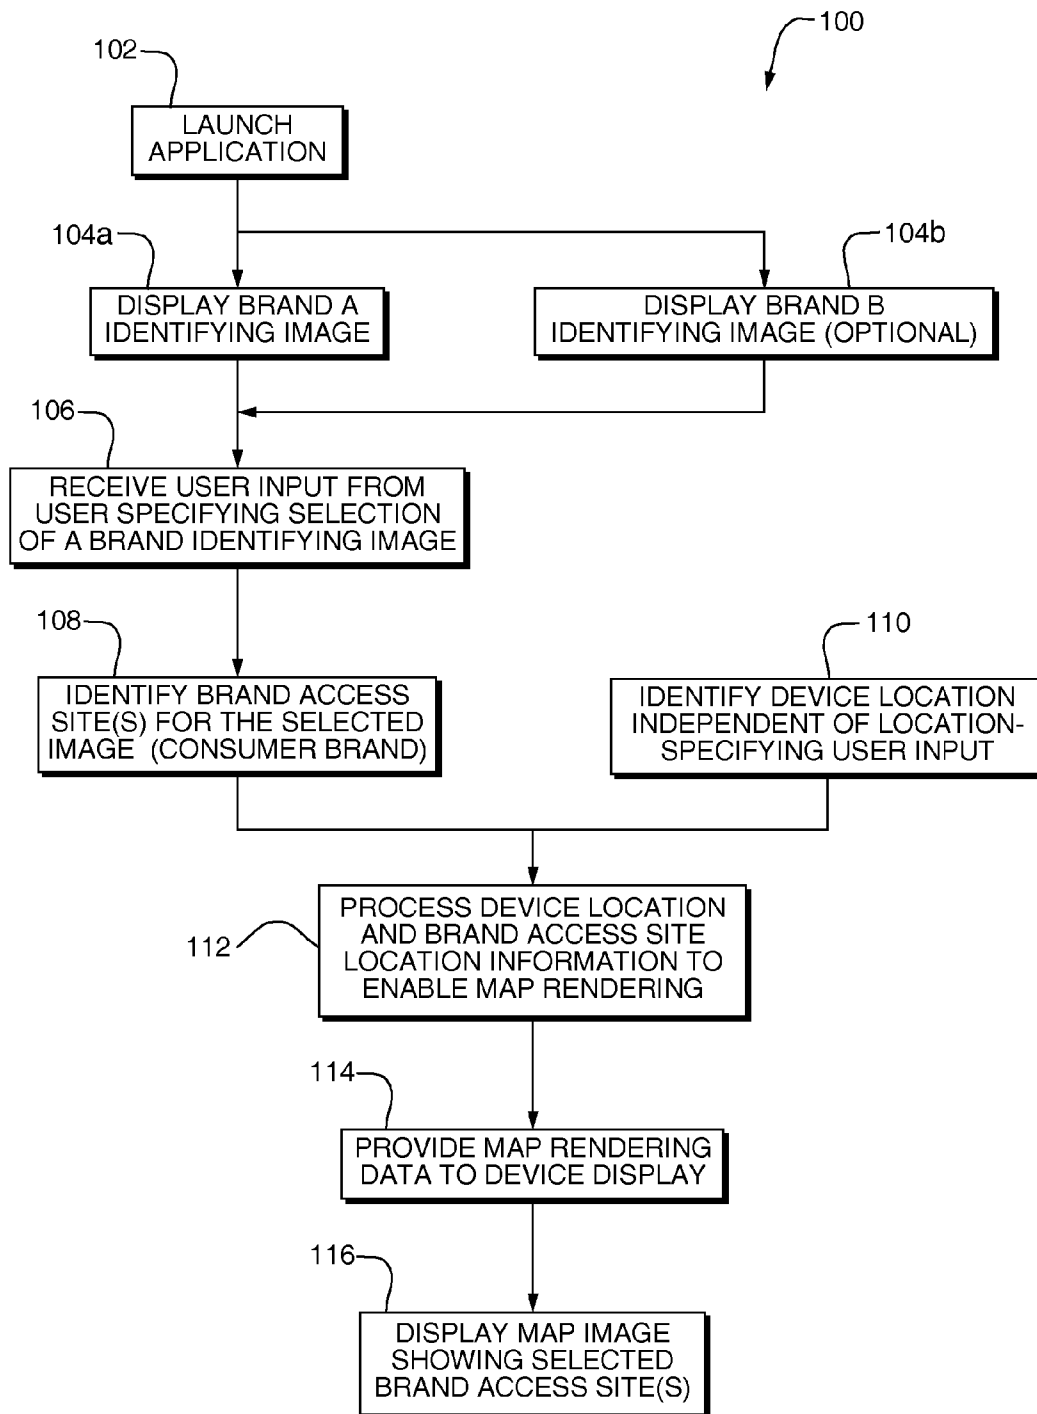 100
102
LAUNCH
APPLICATION
104a
104b
DISPLAY BRAND A
IDENTIFYING IMAGE
DISPLAY BRAND B
IDENTIFYING IMAGE (OPTIONAL)
106
RECEIVE USER INPUT FROM
USER SPECIFYING SELECTION
OF A BRAND IDENTIFYING IMAGE
108
110
IDENTIFY BRAND ACCESS
SITE(S) FOR THE SELECTED
IMAGE (CONSUMER BRAND)
IDENTIFY DEVICE LOCATION
INDEPENDENT OF LOCATION-
SPECIFYING USER INPUT
112
PROCESS DEVICE LOCATION
AND BRAND ACCESS SITE
LOCATION INFORMATION TO
ENABLE MAP RENDERING
114
PROVIDE MAP RENDERING
DATA TO DEVICE DISPLAY
116
DISPLAY MAP IMAGE
SHOWING SELECTED
BRAND ACCESS SITE(S)